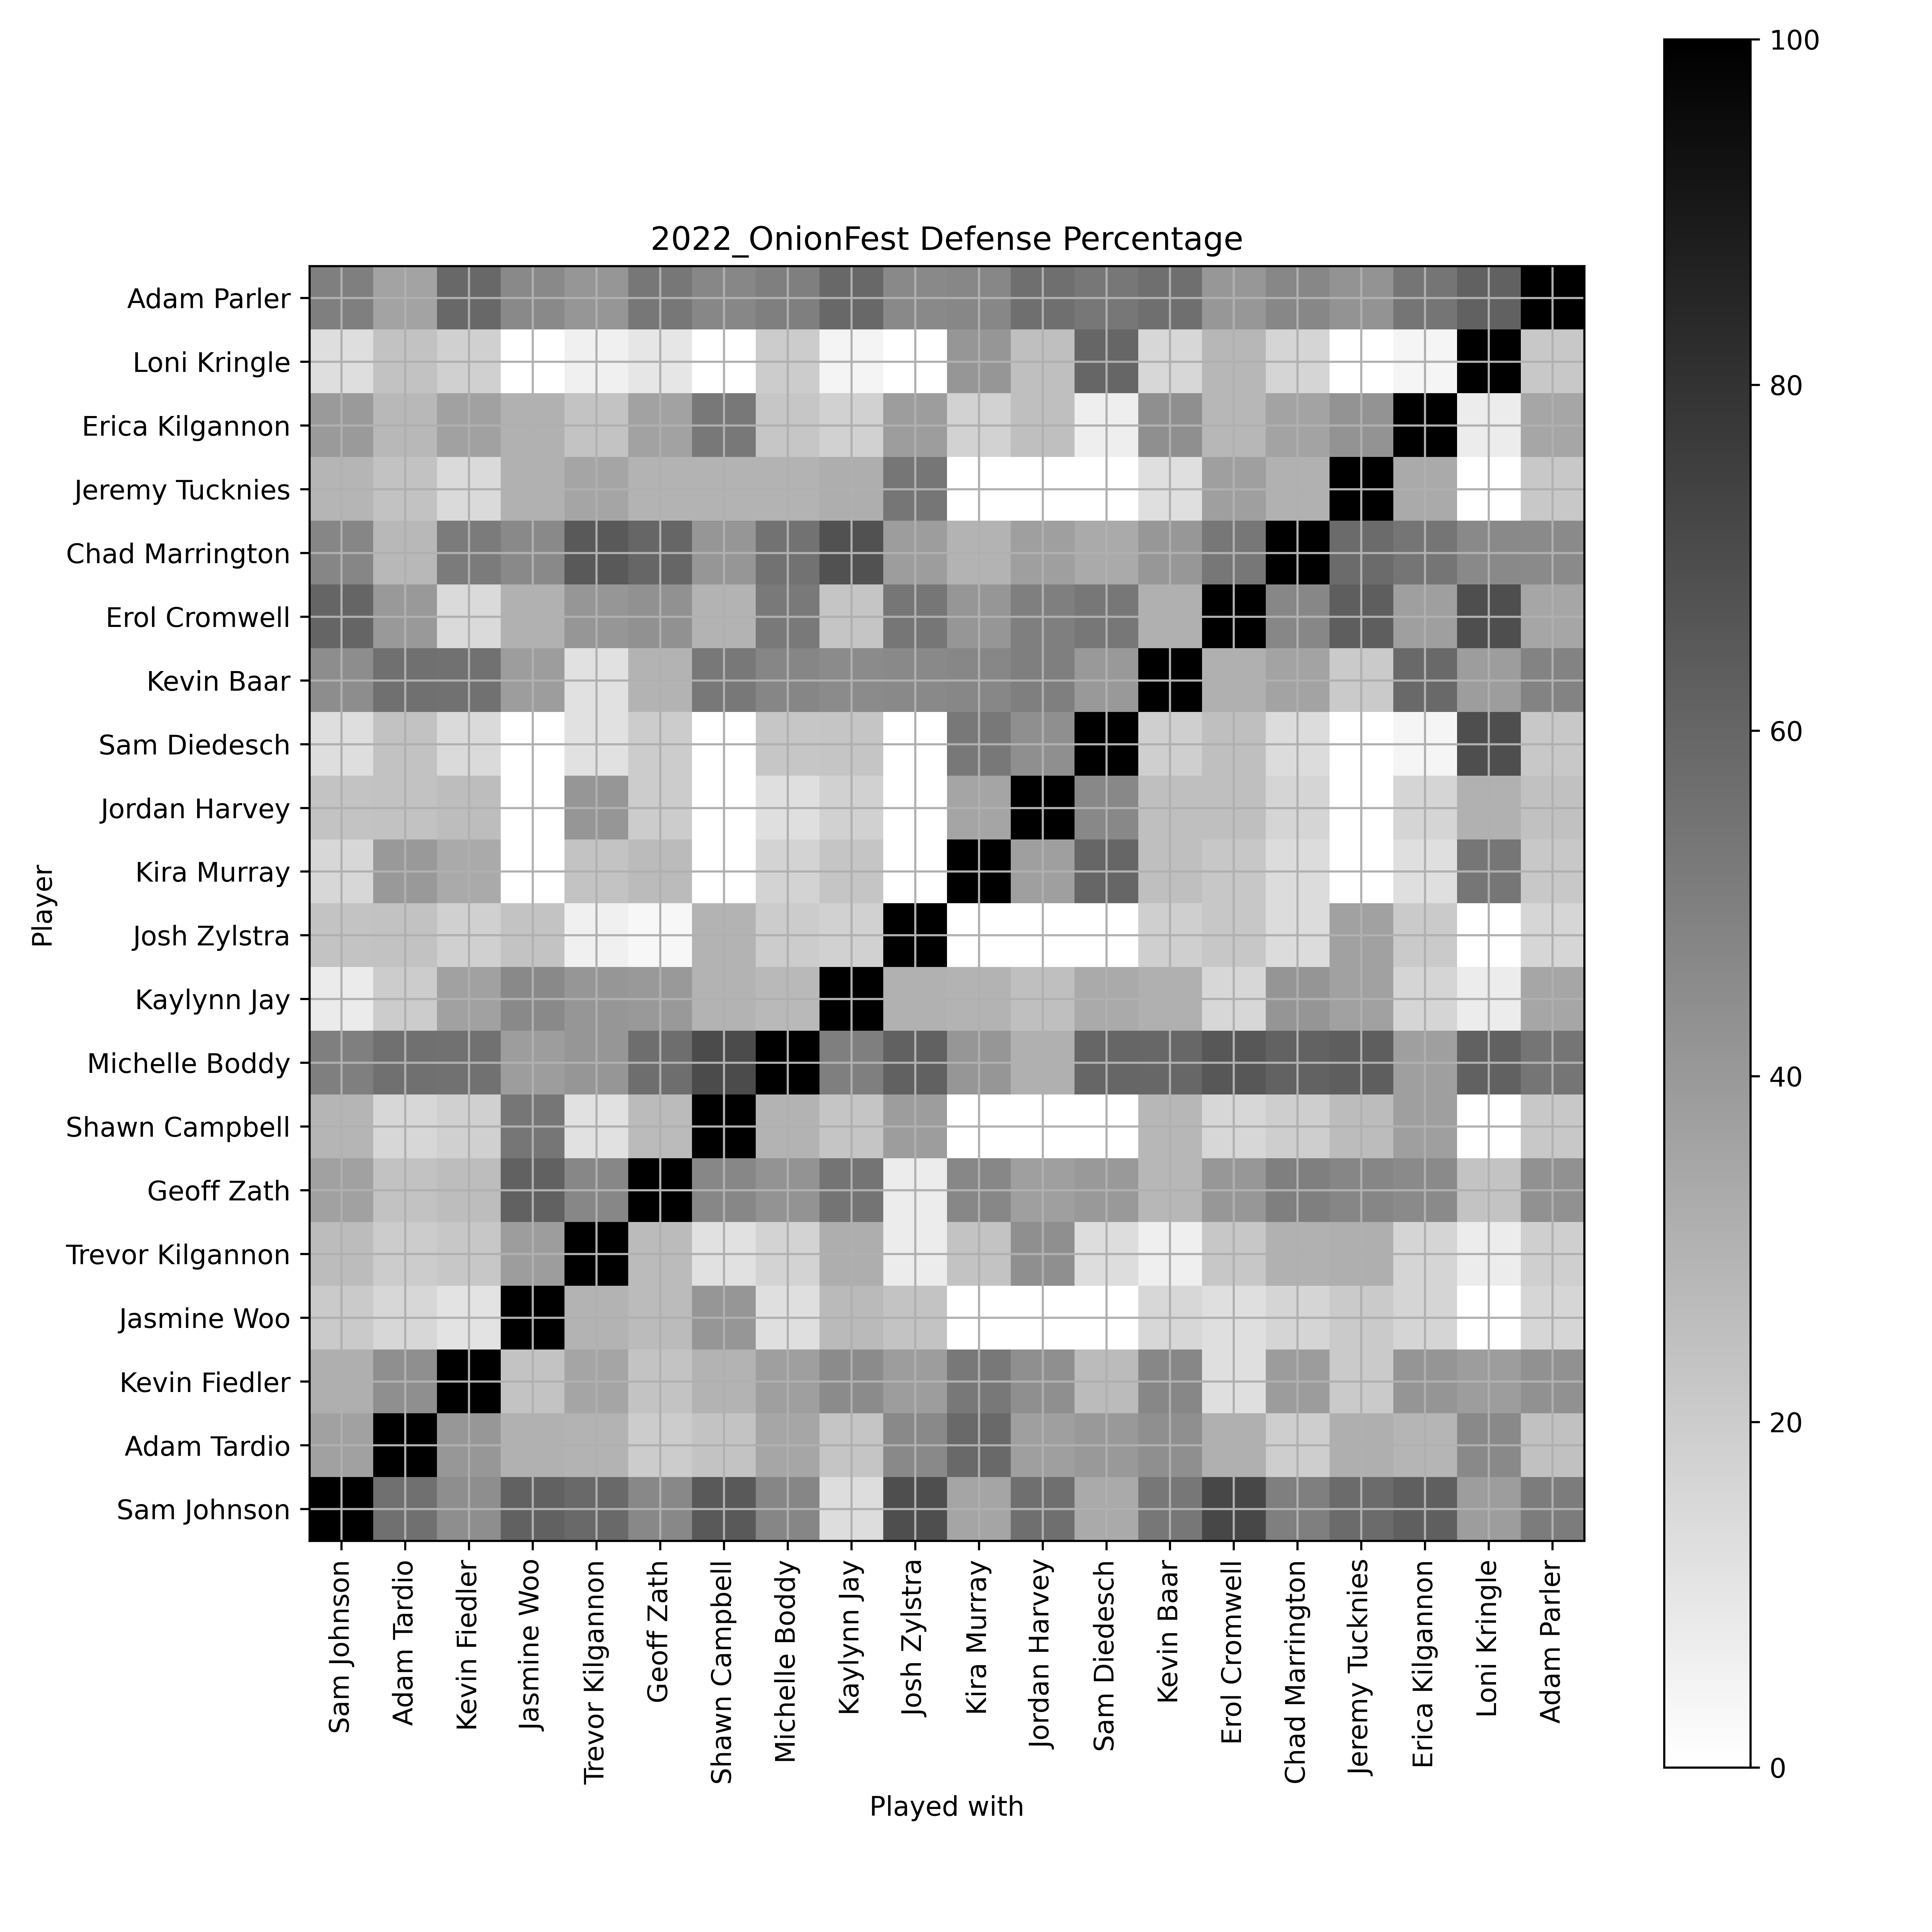 2022_OnionFest Defense Percentage
Player
Adam Parler
Loni Kringle
Erica Kilgannon
Jeremy Tucknies
Chad Marrington
Erol Cromwell
Kevin Baar
Sam Diedesch
Jordan Harvey
Kira Murray
Josh Zylstra
Kaylynn Jay
Michelle Boddy
Shawn Campbell
Geoff Zath
Trevor Kilgannon
Jasmine Woo
Kevin Fiedler
Adam Tardio
Sam Johnson
Sam Johnson
Adam Tardio
Kevin Fiedler
Jasmine Woo
Trevor Kilgannon
Geoff Zath
Shawn Campbell
Michelle Boddy
Kaylynn Jay
Josh Zylstra
Kira Murray
Jordan Harvey
Sam Diedesch
Kevin Baar
Erol Cromwell
Chad Marrington
Jeremy Tucknies
Erica Kilgannon
Loni Kringle
Adam Parler
Played with
100
80
60
40
20
0